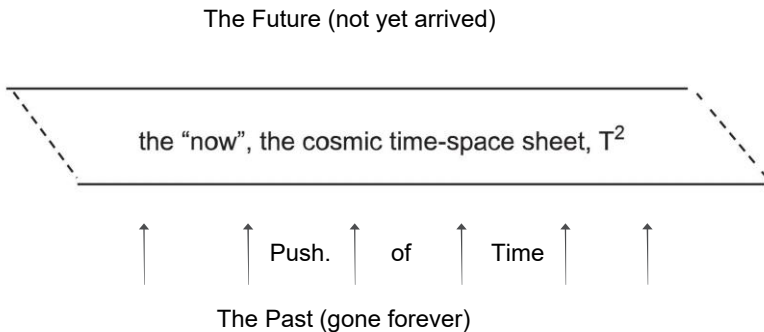 The Future (not yet arrived)
the “now”, the cosmic time-space sheet, T²
Push. of Time
The Past (gone forever)